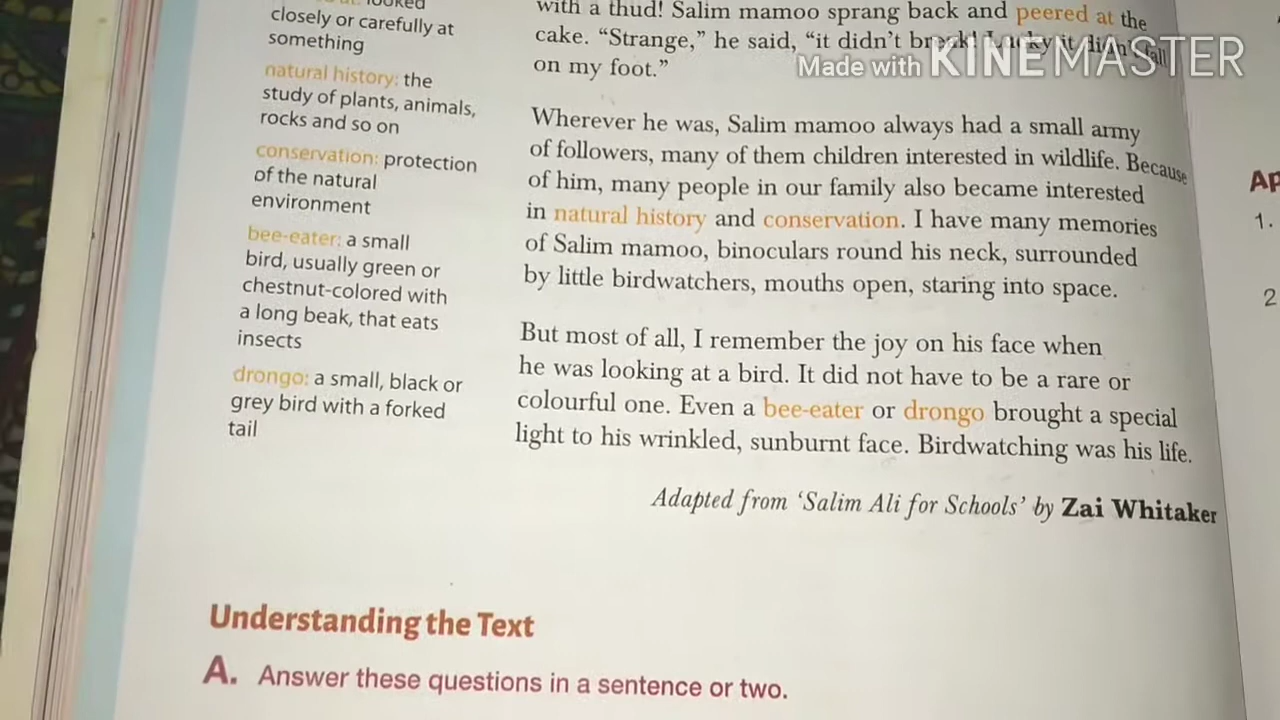 looked
closely or carefully at
something
natural history: the
study of plants, animals,
rocks and so on
conservation: protection
of the natural
environment
bee-eater: a small
bird, usually green or
chestnut-colored with
a long beak, that eats
insects
drongo: a small, black or
grey bird with a forked
tail
with a thud! Salim mamoo sprang back and peered at the
cake. “Strange,” he said, “it didn’t break! Lucky it didn’t fall
on my foot.”
Made with KINEMASTER
Wherever he was, Salim mamoo always had a small army
of followers, many of them children interested in wildlife. Because
of him, many people in our family also became interested
in natural history and conservation. I have many memories
of Salim mamoo, binoculars round his neck, surrounded
by little birdwatchers, mouths open, staring into space.
But most of all, I remember the joy on his face when
he was looking at a bird. It did not have to be a rare or
colourful one. Even a bee-eater or drongo brought a special
light to his wrinkled, sunburnt face. Birdwatching was his life.
Adapted from ‘Salim Ali for Schools’ by Zai Whitaker
Understanding the Text
A. Answer these questions in a sentence or two.
1.
2